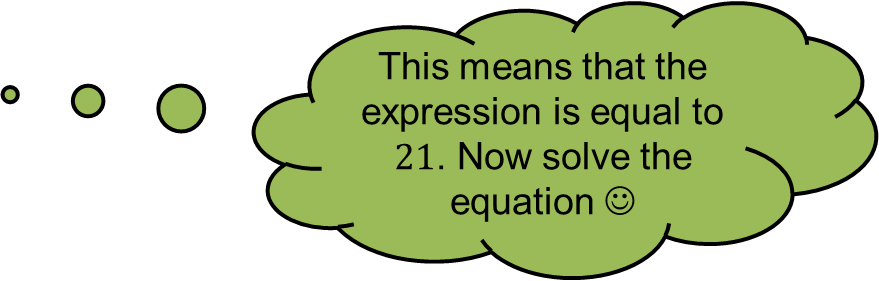 This means that the
expression is equal to
21. Now solve the
equation ☺